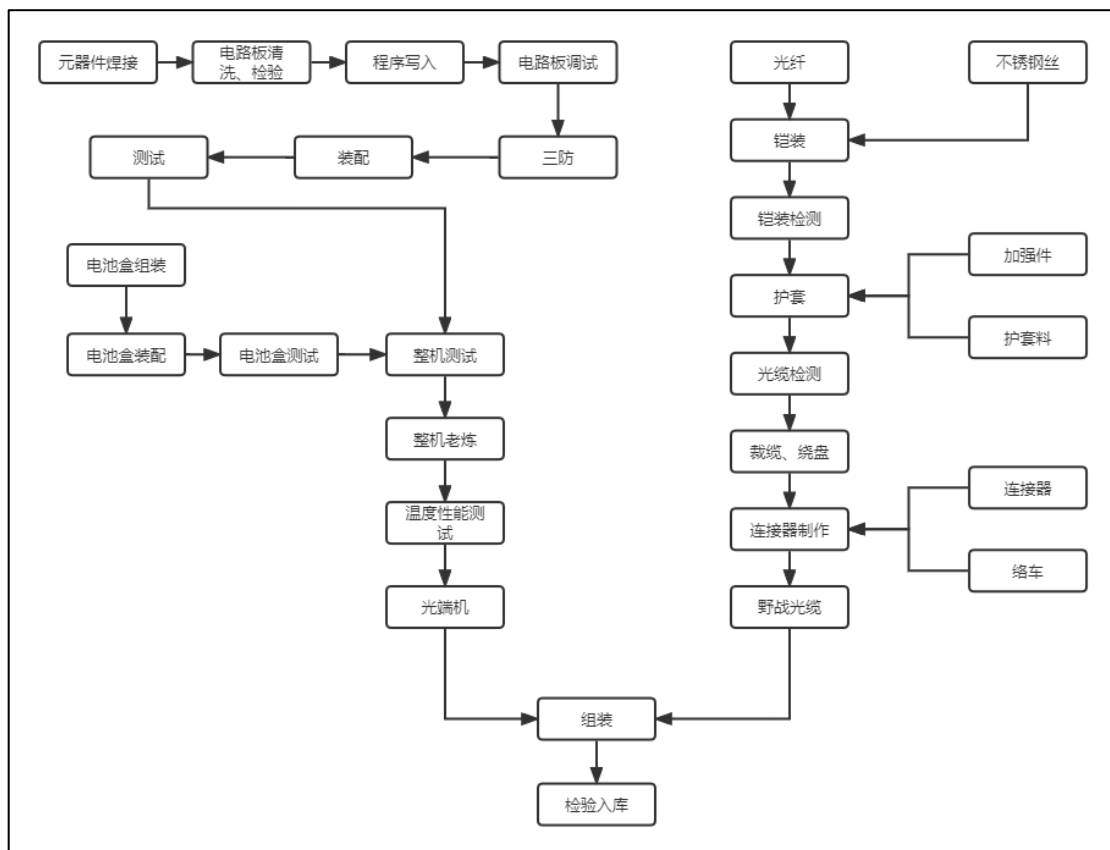 元器件焊接
电路板清
洗、检验
程序写入
电路板调试
光纤
不锈钢丝
测试
装配
三防
铠装
铠装检测
电池盒组装
加强件
护套
电池盒装配
电池盒测试
整机测试
护套料
光缆检测
整机老炼
裁缆、绕盘
连接器
温度性能测
试
连接器制作
络车
光端机
野战光缆
组装
检验入库